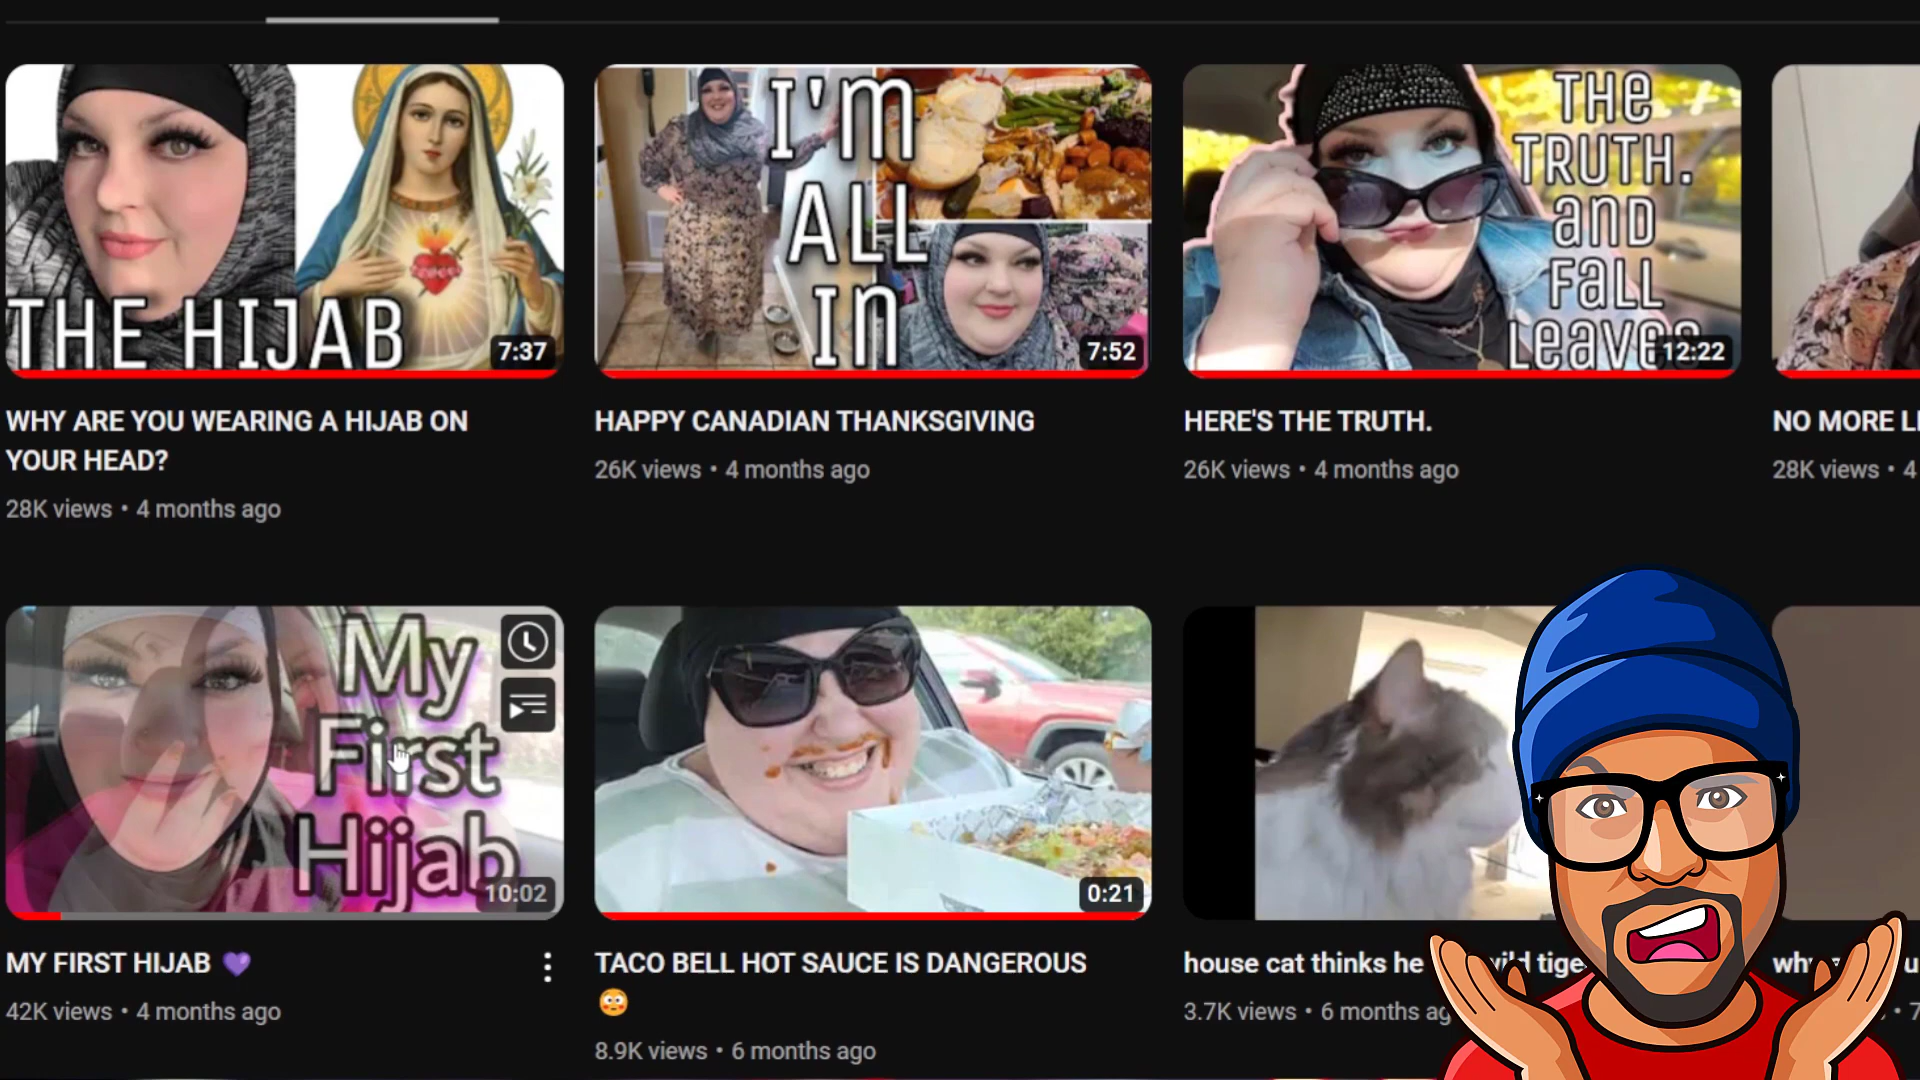 THE HIJAB
7:37
I'M
ALL
IN
7:52
THE
TRUTH.
and
FALL
Leaves
12:22
WHY ARE YOU WEARING A HIJAB ON
YOUR HEAD?
28K views • 4 months ago
HAPPY CANADIAN THANKSGIVING
26K views • 4 months ago
HERE'S THE TRUTH.
26K views • 4 months ago
NO MORE
28K views • 4
My
First
Hijab
10:02
0:21
MY FIRST HIJAB 💜
42K views • 4 months ago
TACO BELL HOT SAUCE IS DANGEROUS
😳
8.9K views • 6 months ago
house cat thinks he
3.7K views • 6 months